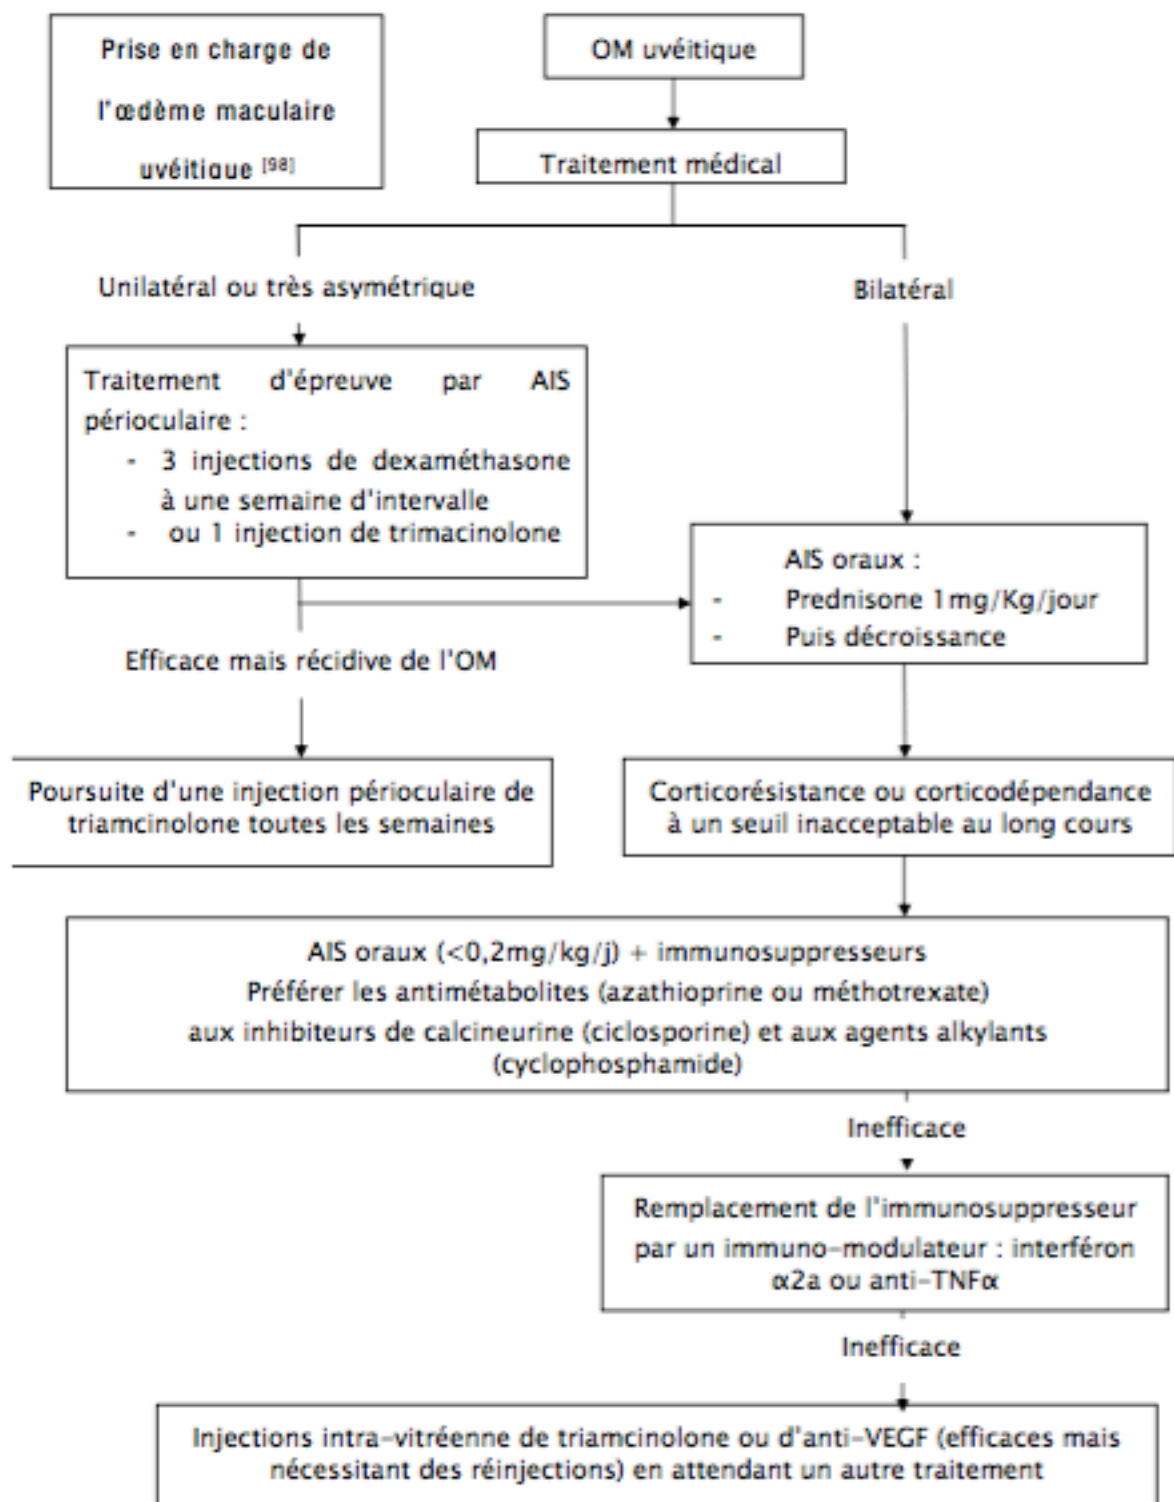 Prise en charge de
l'œdème maculaire
uvéitique [98]
OM uvéitique
Traitement médical
Unilatéral ou très asymétrique
Bilatéral
Traitement d'épreuve par AIS
périoculaire :
- 3 injections de dexaméthasone
à une semaine d'intervalle
- ou 1 injection de trimacinolone
AIS oraux :
- Prednisone 1mg/Kg/jour
- Puis décroissance
Efficace mais récidive de l'OM
Poursuite d'une injection périoculaire de
triamcinolone toutes les semaines
Corticorésistance ou corticodépendance
à un seuil inacceptable au long cours
AIS oraux (<0,2mg/kg/j) + immunosuppresseurs
Préférer les antimétabolites (azathioprine ou méthotrexate)
aux inhibiteurs de calcineurine (ciclosporine) et aux agents alkylants
(cyclophosphamide)
Inefficace
Remplacement de l'immunosuppresseur
par un immuno-modulateur : interféron
α2a ou anti-TNFα
Inefficace
Injections intra-vitréenne de triamcinolone ou d'anti-VEGF (efficaces mais
nécessitant des réinjections) en attendant un autre traitement